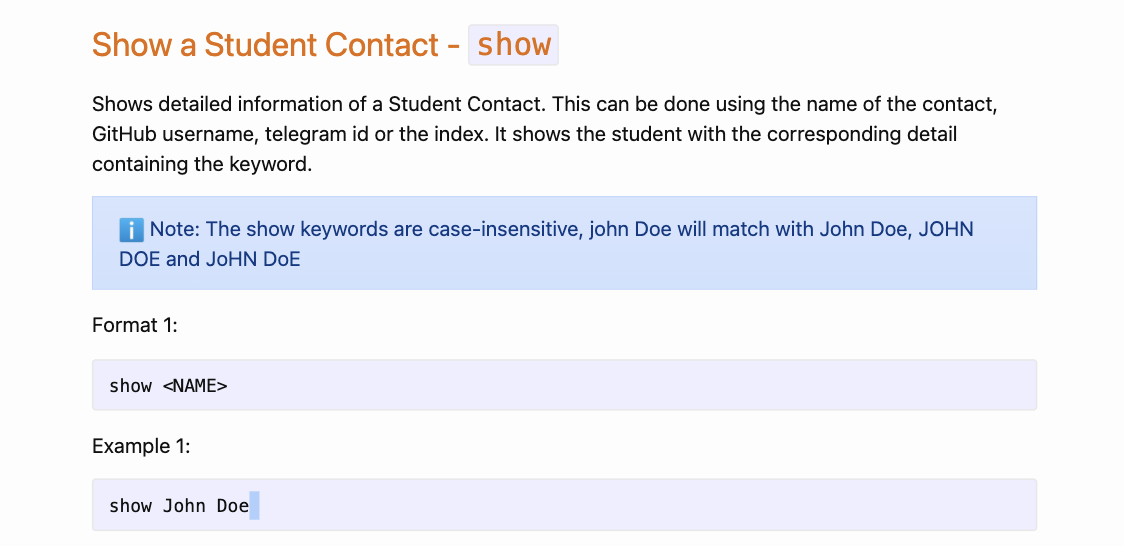 Show a Student Contact - show
Shows detailed information of a Student Contact. This can be done using the name of the contact,
GitHub username, telegram id or the index. It shows the student with the corresponding detail
containing the keyword.
ℹ️ Note: The show keywords are case-insensitive, john Doe will match with John Doe, JOHN
DOE and JoHN DoE
Format 1:
show <NAME>
Example 1:
show John Doe